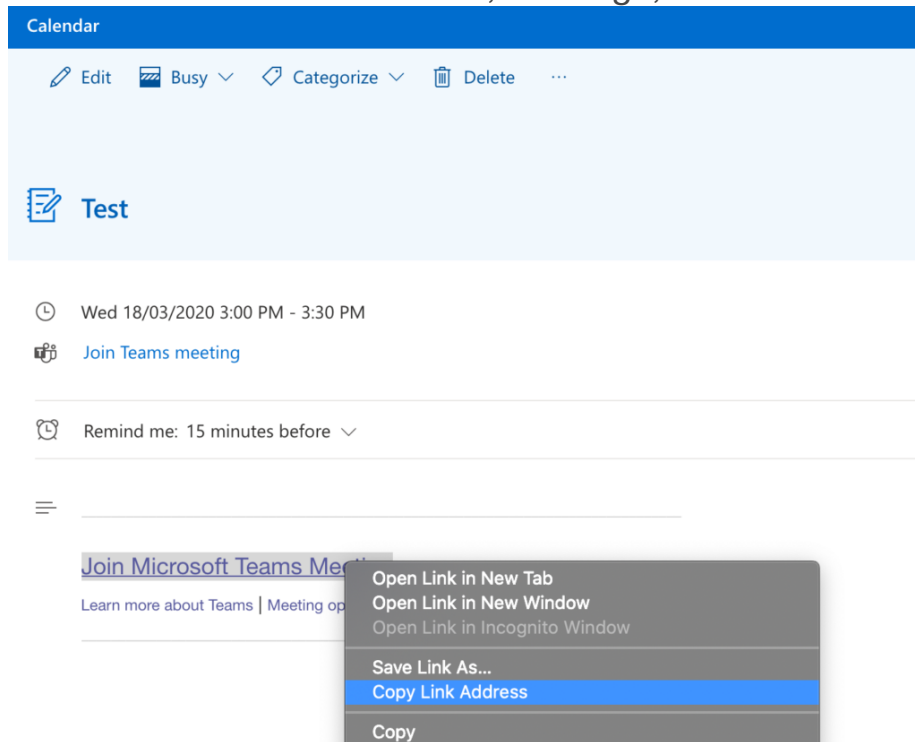 Calendar
Edit Busy Categorize Delete ...
Test
Wed 18/03/2020 3:00 PM - 3:30 PM
Join Teams meeting
Remind me: 15 minutes before
Join Microsoft Teams
Learn more about Teams | Meeting
Open Link in New Tab
Open Link in New Window
Open Link in Incognito Window
Save Link As...
Copy Link Address
Copy